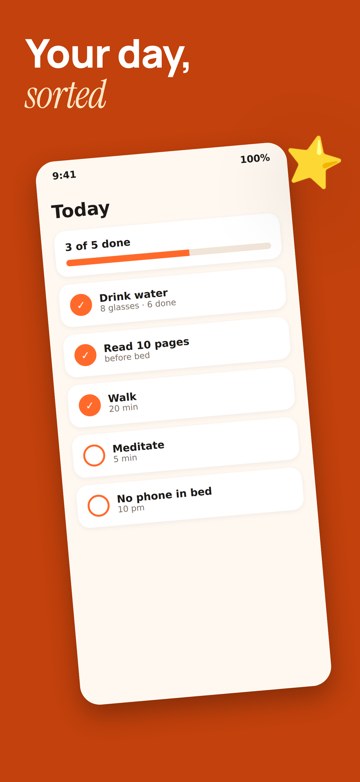 Your day,
sorted
9:41
100%
Today
3 of 5 done
✓
Drink water
8 glasses · 6 done
✓
Read 10 pages
before bed
✓
Walk
20 min
Meditate
5 min
No phone in bed
10 pm